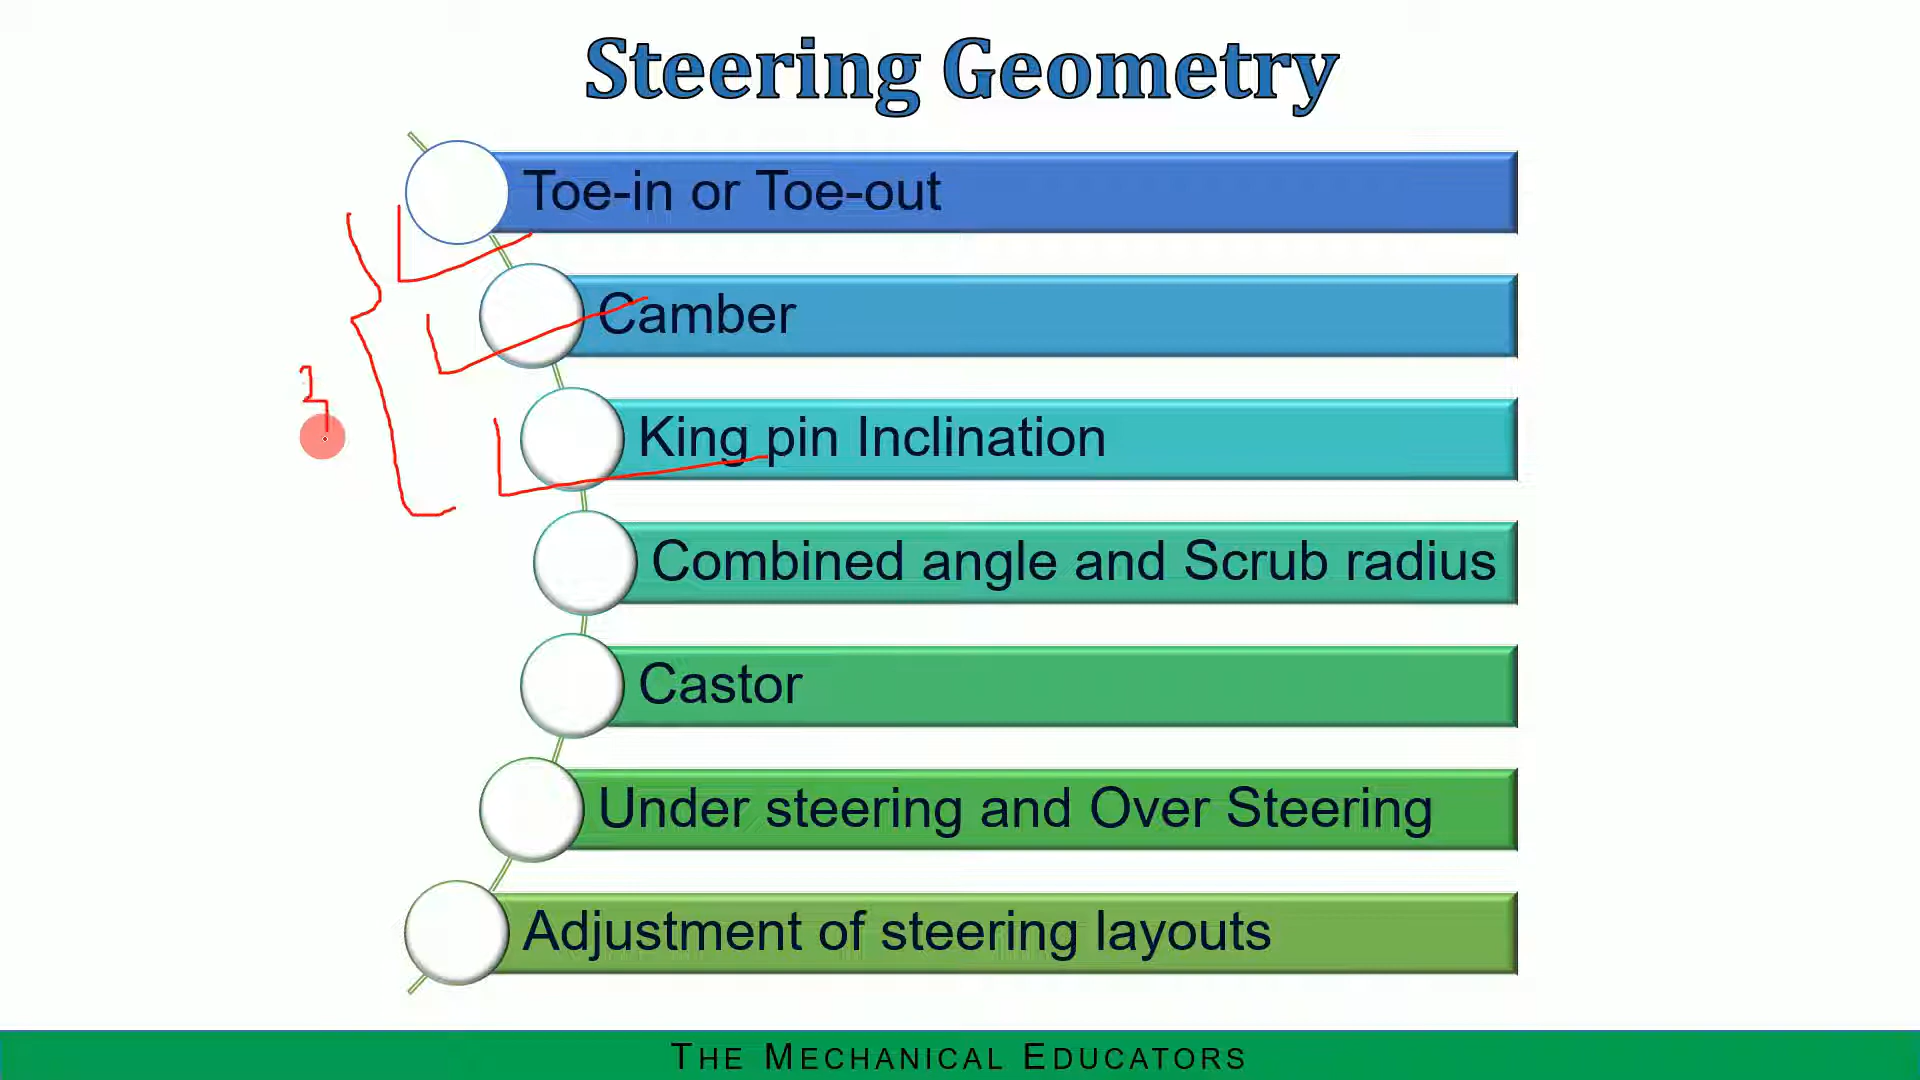 Steering Geometry
Toe-in or Toe-out
Camber
King pin Inclination
Combined angle and Scrub radius
Castor
Under steering and Over Steering
Adjustment of steering layouts
THE MECHANICAL EDUCATORS